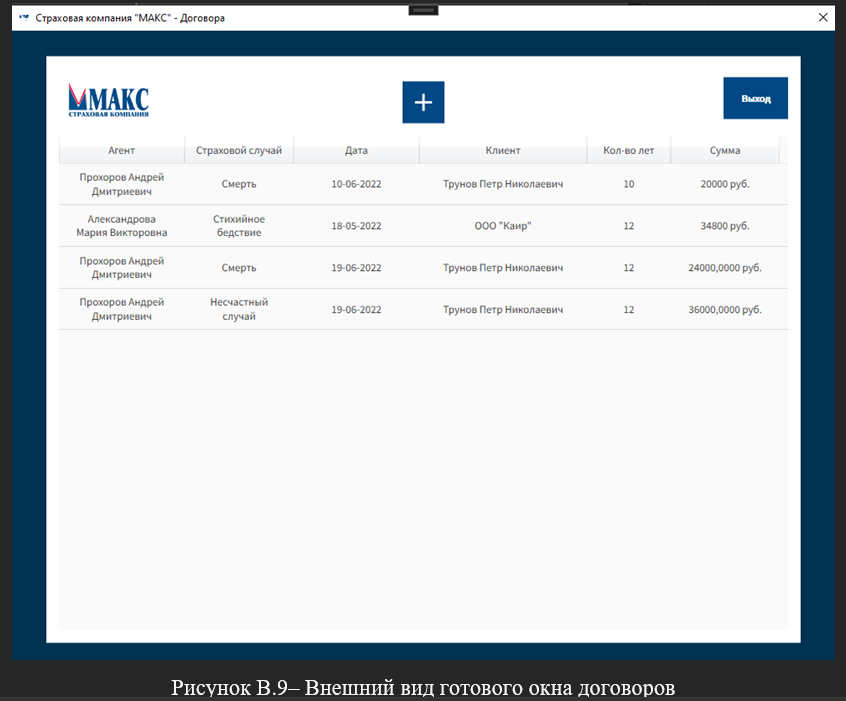 Страховая компания "МАКС" - Договора
МАКС
СТРАХОВАЯ КОМПАНИЯ
+
Выход
Агент Страховой случай Дата Клиент Кол-во лет Сумма
Прохоров Андрей
Дмитриевич
Смерть 10-06-2022 Трунов Петр Николаевич 10 20000 руб.
Александрова
Мария Викторовна
Стихийное
бедствие
18-05-2022 ООО "Каир" 12 34800 руб.
Прохоров Андрей
Дмитриевич
Смерть 19-06-2022 Трунов Петр Николаевич 12 24000,0000 руб.
Прохоров Андрей
Дмитриевич
Несчастный
случай
19-06-2022 Трунов Петр Николаевич 12 36000,0000 руб.
Рисунок В.9– Внешний вид готового окна договоров